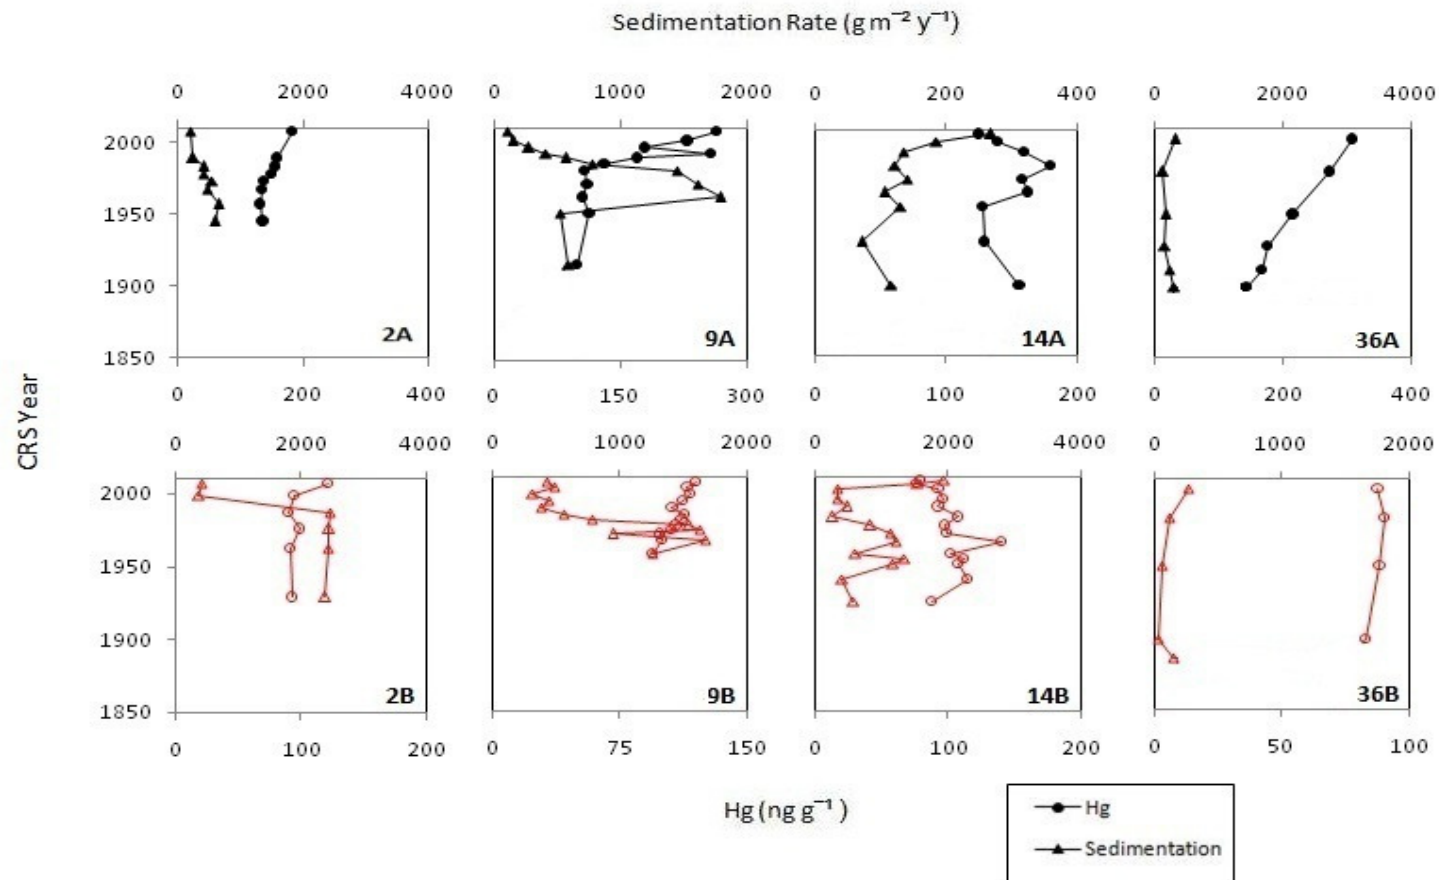 Sedimentation Rate (g m⁻² y⁻¹)
0 2000 4000 0 1000 2000 0 200 400 0 2000 4000
2000
1950
1900
1850
2A 9A 14A 36A
0 200 400 0 150 300 0 100 200 0 200 400
CRS Year
0 2000 4000 0 1000 2000 0 2000 4000 0 1000 2000
2000
1950
1900
1850
2B 9B 14B 36B
0 100 200 0 75 150 0 100 200 0 50 100
Hg (ng g⁻¹ )
Hg
Sedimentation